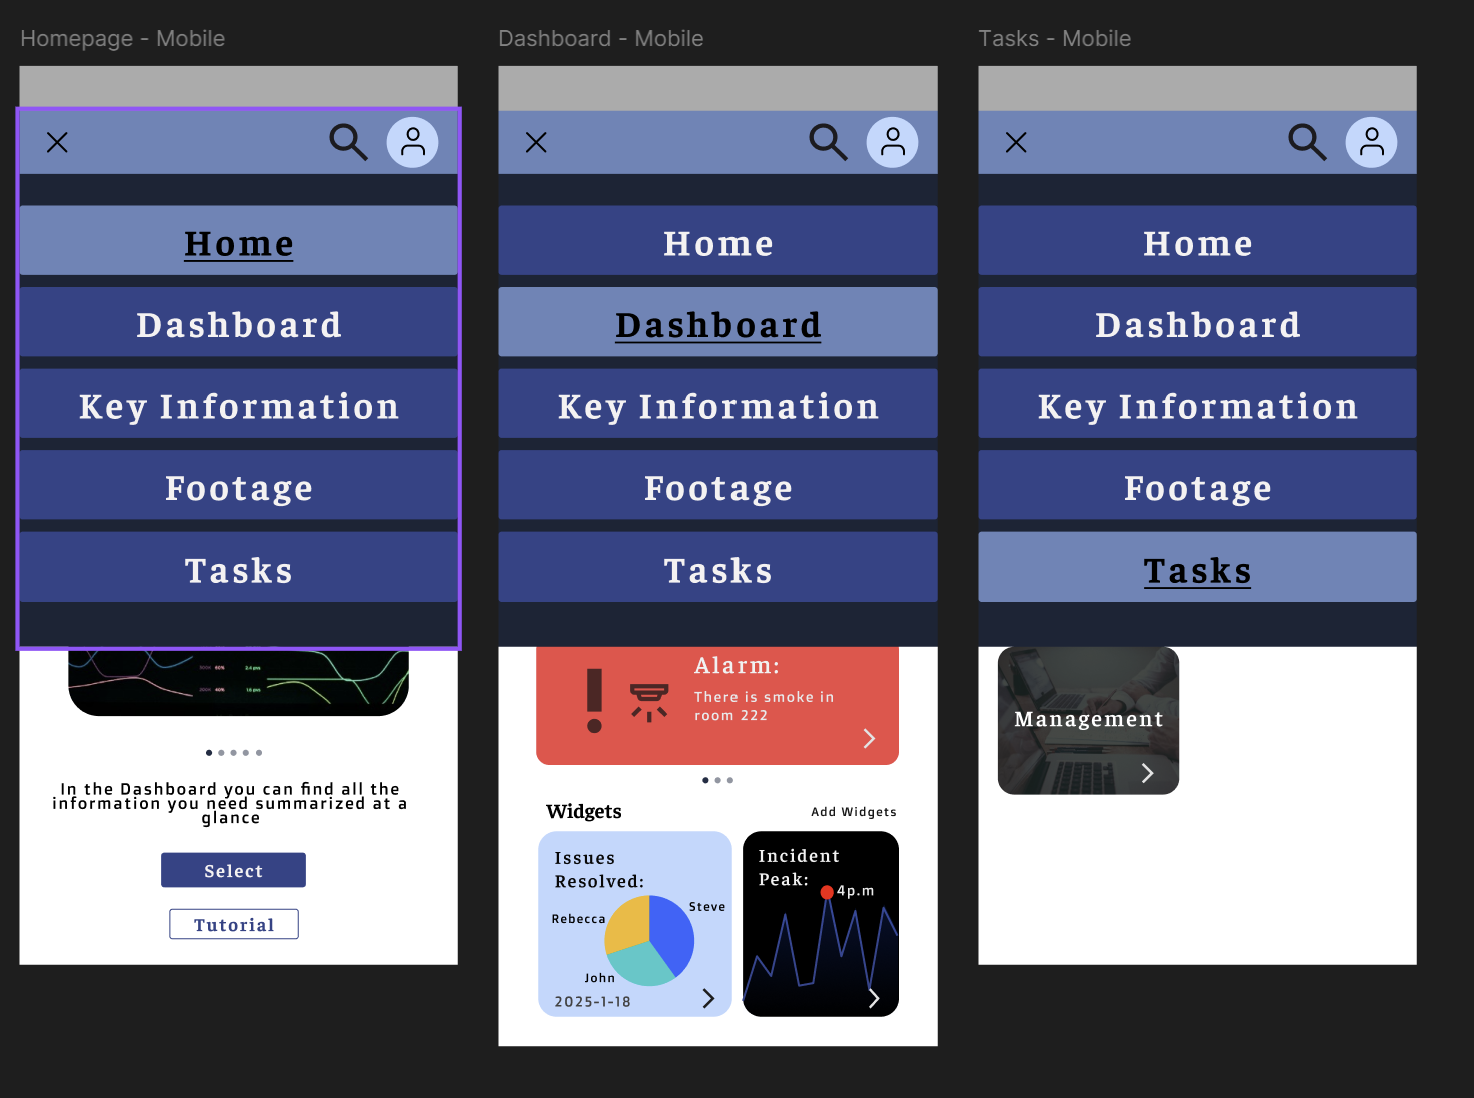 Homepage - Mobile
Home
Dashboard
Key Information
Footage
Tasks
In the Dashboard you can find all the
information you need summarized at a
glance
Select
Tutorial
Dashboard - Mobile
Home
Dashboard
Key Information
Footage
Tasks
Alarm:
There is smoke in
room 222
Widgets
Add Widgets
Issues
Resolved:
Steve
Rebecca
John
2025-1-18
Incident
Peak:
4p.m
Tasks - Mobile
Home
Dashboard
Key Information
Footage
Tasks
Management